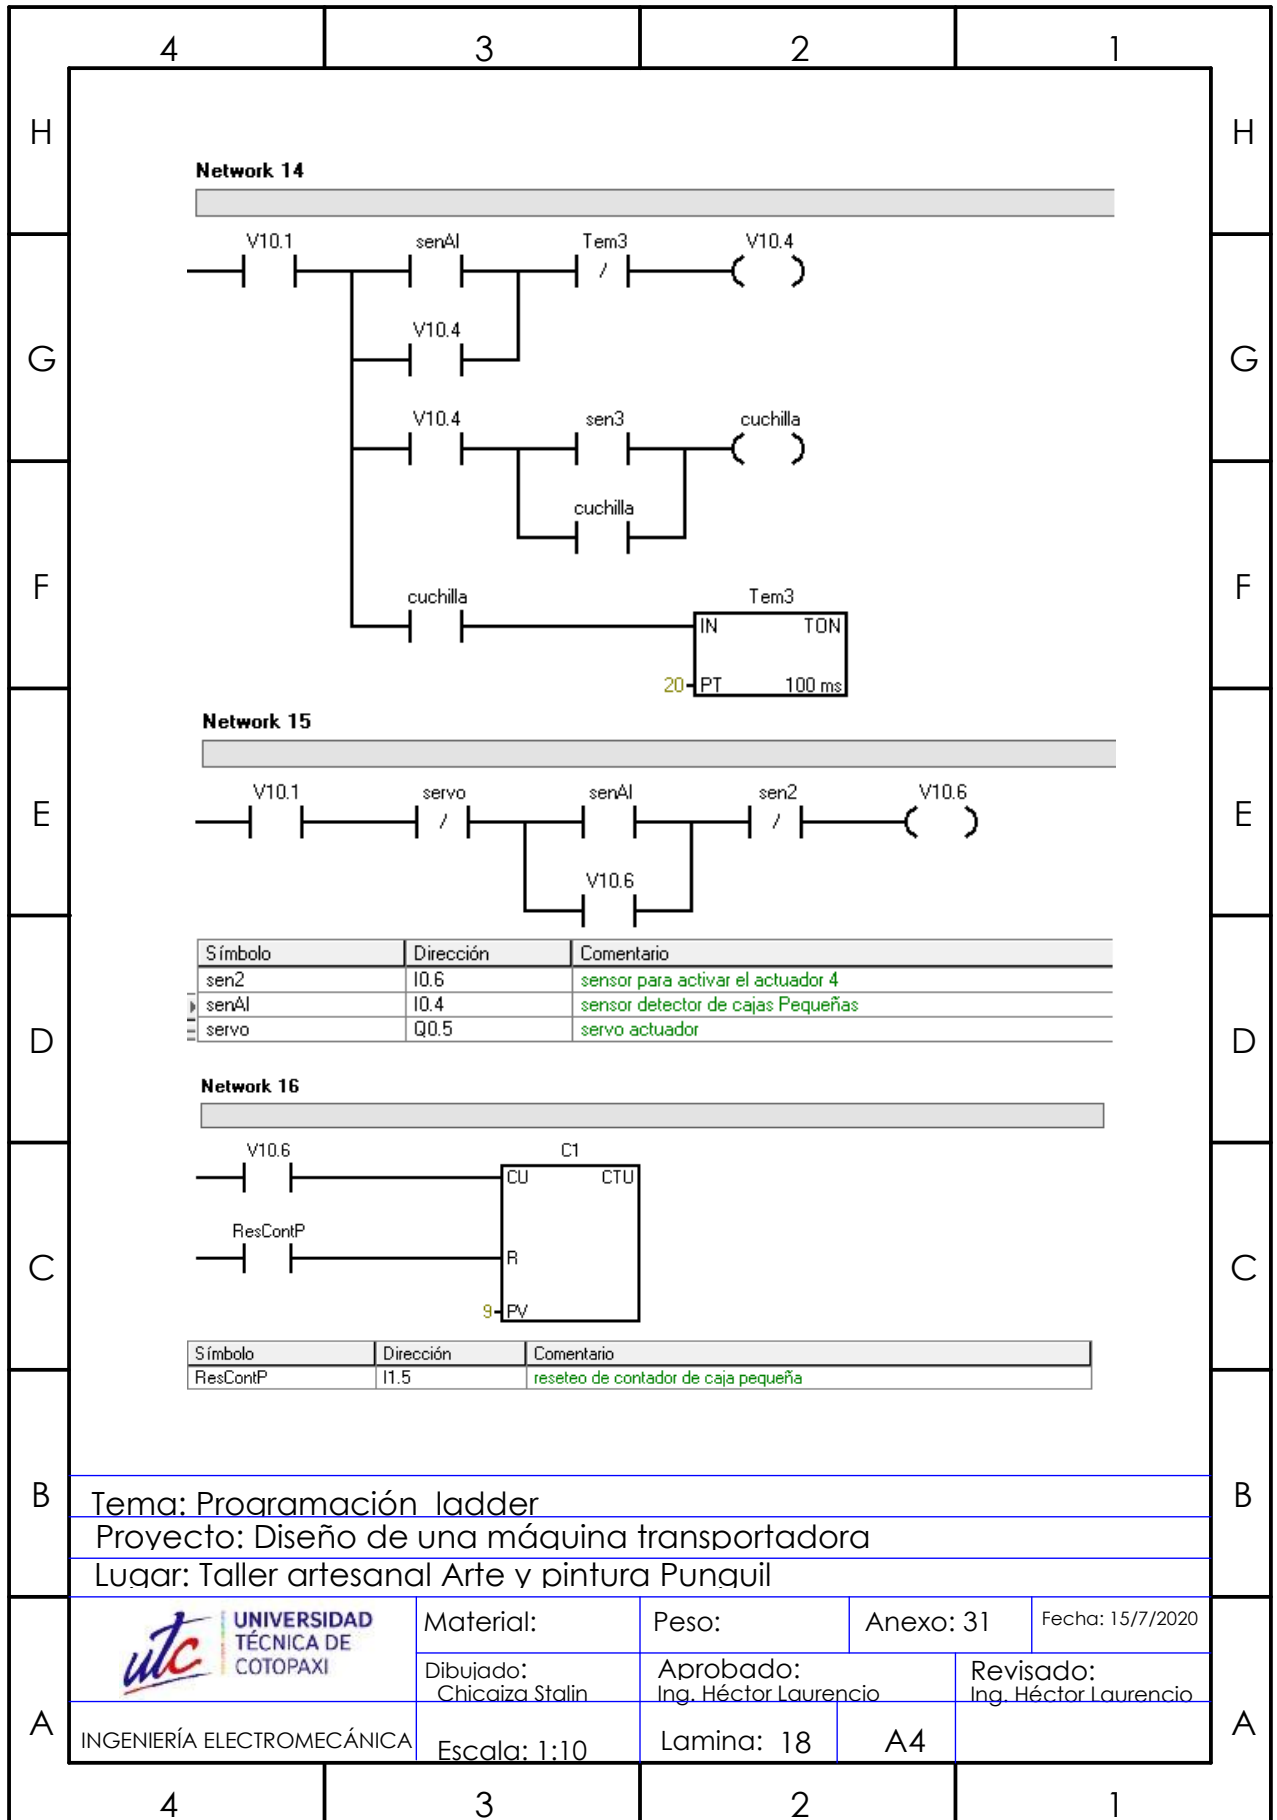 4 3 2 1
H H
Network 14
V10.1 senAl Tem3 V10.4
/
V10.4
G G
V10.4 sen3 cuchilla
cuchilla
F F
cuchilla Tem3
IN TON
20 PT 100 ms
Network 15
V10.1 servo senAl sen2 V10.6
/ /
E E
V10.6
Símbolo Dirección Comentario
sen2 I0.6 sensor para activar el actuador 4
senAl I0.4 sensor detector de cajas Pequeñas
servo Q0.5 servo actuador
D D
Network 16
V10.6 C1
CU CTU
ResContP
R
C C
9 PV
Símbolo Dirección Comentario
ResContP I1.5 reseteo de contador de caja pequeña
B B
Tema: Programación ladder
Proyecto: Diseño de una máquina transportadora
Lugar: Taller artesanal Arte y pintura Punguil
utc UNIVERSIDAD
TÉCNICA DE
COTOPAXI
Material: Peso: Anexo: 31 Fecha: 15/7/2020
Dibujado: Aprobado: Revisado:
Chicaiza Stalin Ing. Héctor Laurencio Ing. Héctor Laurencio
A A
INGENIERÍA ELECTROMECÁNICA Escala: 1:10 Lamina: 18 A4
4 3 2 1